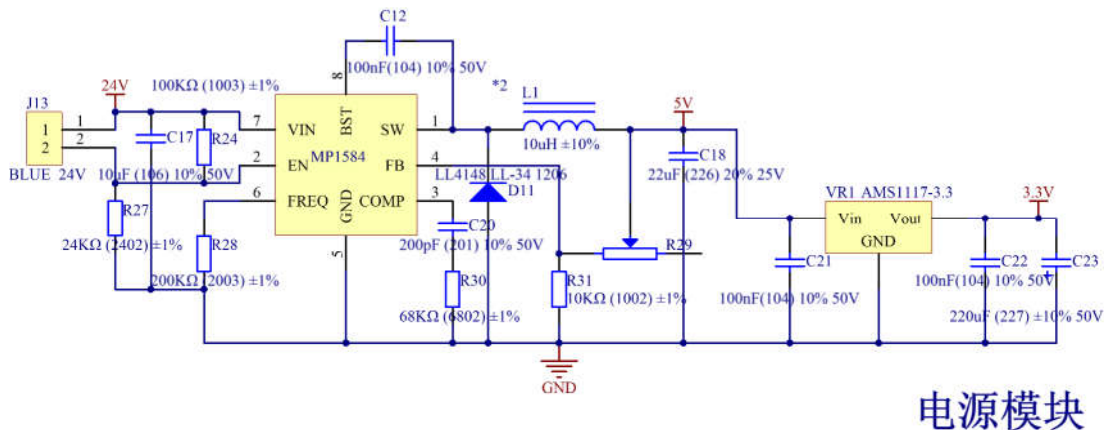 C12
100nF(104) 10% 50V
24V
100KΩ (1003) ±1%
*2
J13
1
2
BLUE 24V
C17
R24
10uF (106) 10% 50V
7
VIN
8
BST
SW
1
2
EN
MP1584
FB
4
6
FREQ
GND
COMP
3
5
L1
10uH ±10%
5V
C18
22uF (226) 20% 25V
LL4148 LL-34 1206
D11
VR1 AMS1117-3.3
Vin
Vout
GND
3.3V
R27
24KΩ (2402) ±1%
R28
200KΩ (2003) ±1%
C20
200pF (201) 10% 50V
R30
68KΩ (6802) ±1%
R29
R31
10KΩ (1002) ±1%
C21
100nF(104) 10% 50V
C22
100nF(104) 10% 50V
C23
220uF (227) ±10% 50V
GND
电源模块